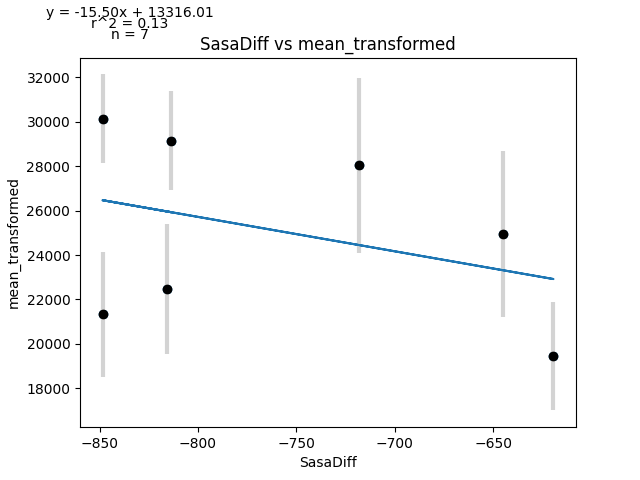 y = -15.50x + 13316.01
r^2 = 0.13
n = 7
SasaDiff vs mean_transformed
32000
30000
28000
26000
24000
22000
20000
18000
mean_transformed
−850
−800
−750
−700
−650
SasaDiff